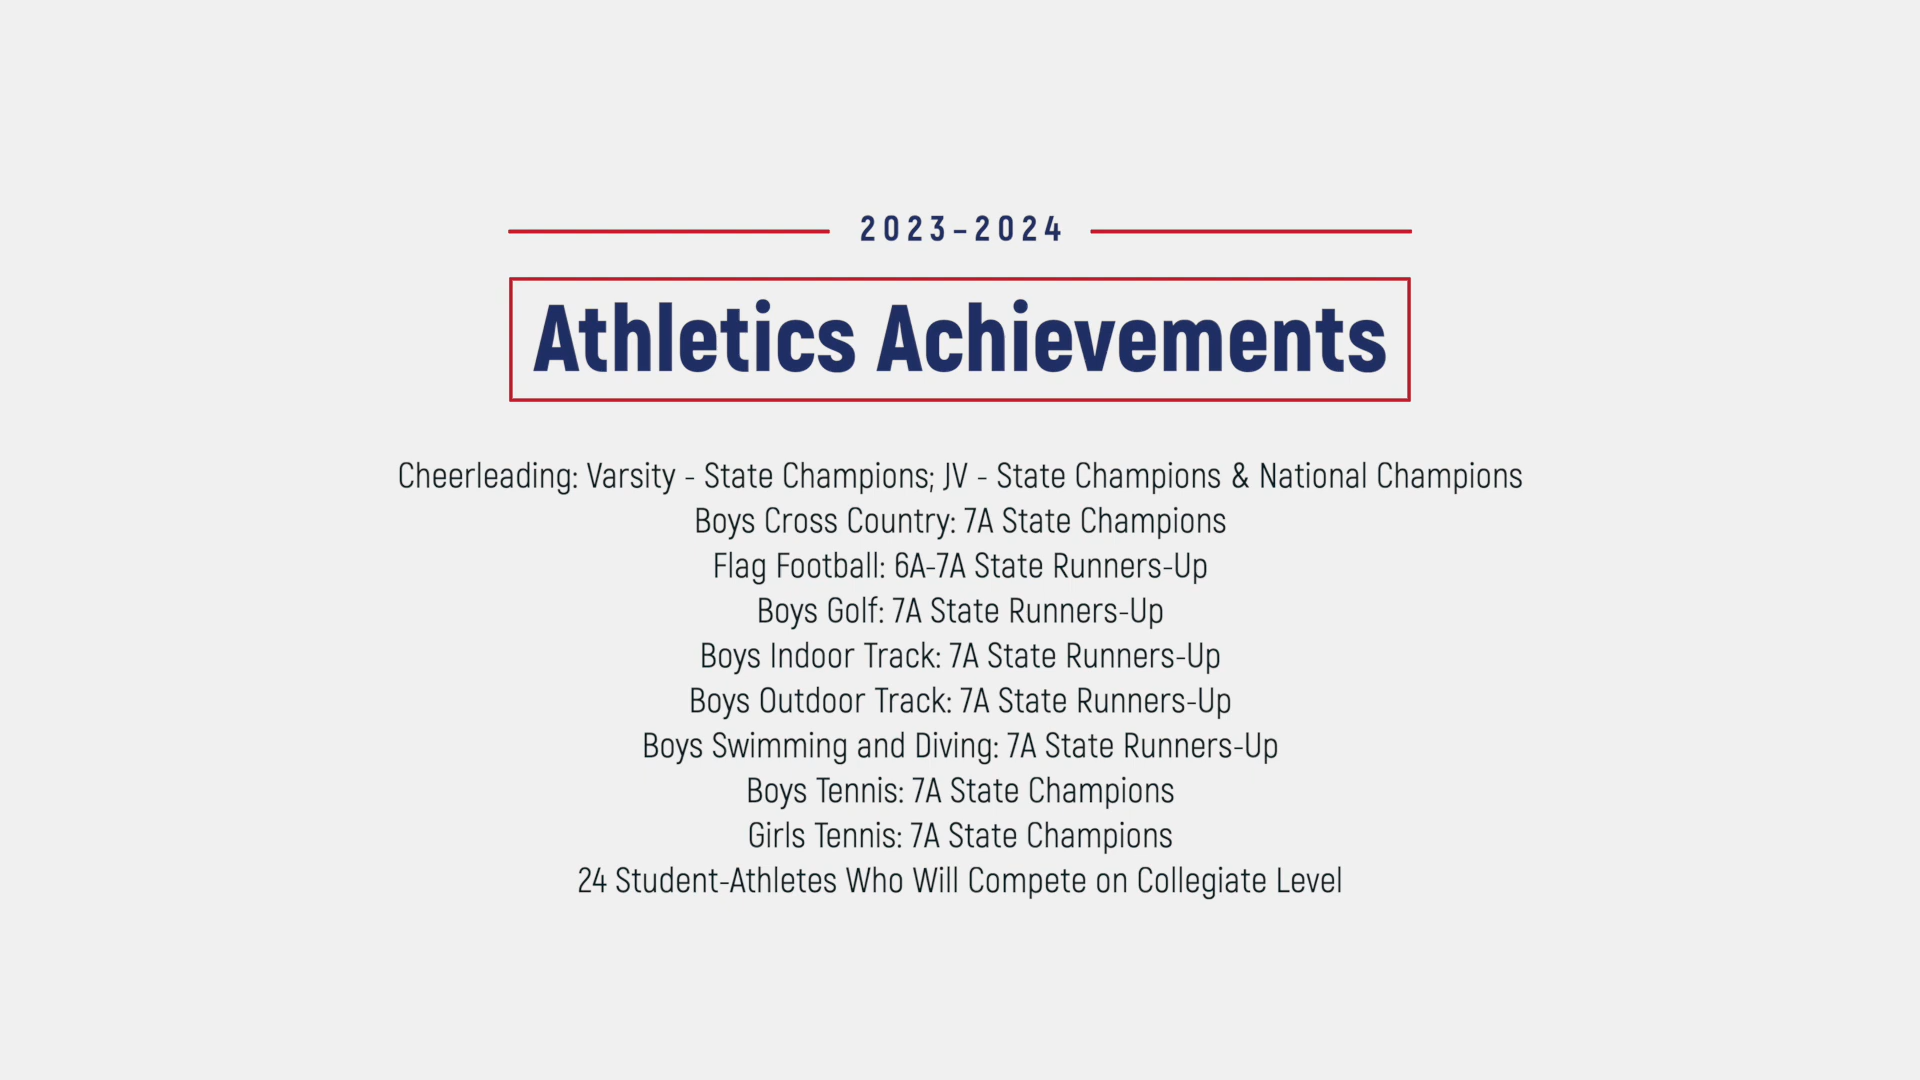 2023-2024
Athletics Achievements
Cheerleading: Varsity - State Champions; JV - State Champions & National Champions
Boys Cross Country: 7A State Champions
Flag Football: 6A-7A State Runners-Up
Boys Golf: 7A State Runners-Up
Boys Indoor Track: 7A State Runners-Up
Boys Outdoor Track: 7A State Runners-Up
Boys Swimming and Diving: 7A State Runners-Up
Boys Tennis: 7A State Champions
Girls Tennis: 7A State Champions
24 Student-Athletes Who Will Compete on Collegiate Level